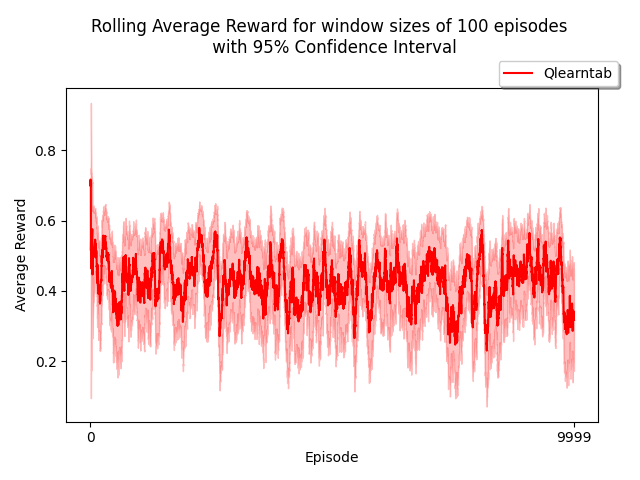 Rolling Average Reward for window sizes of 100 episodes
with 95% Confidence Interval
Qlearntab
0.8
0.6
0.4
0.2
Average Reward
0
9999
Episode